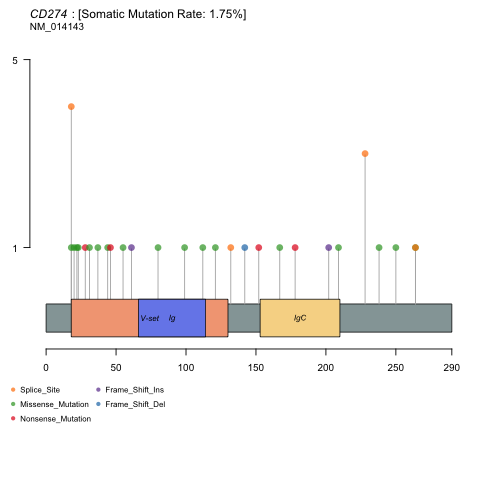 CD274 : [Somatic Mutation Rate: 1.75%]
NM_014143
5
1
V-set Ig IgC
0 50 100 150 200 250 290
Splice_Site Frame_Shift_Ins
Missense_Mutation Frame_Shift_Del
Nonsense_Mutation